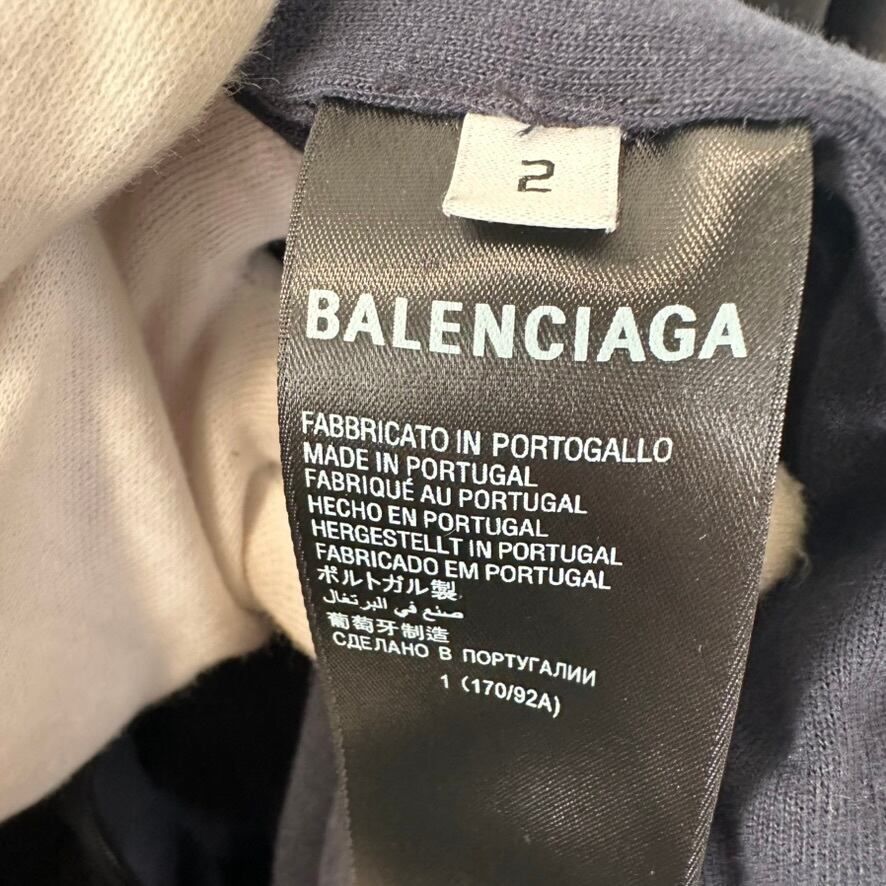 2
BALENCIAGA
FABBRICATO IN PORTOGALLO
MADE IN PORTUGAL
FABRIQUÉ AU PORTUGAL
HECHO EN PORTUGAL
HERGESTELLT IN PORTUGAL
FABRICADO EM PORTUGAL
ポルトガル製
صنع في البرتغال
葡萄牙制造
СДЕЛАНО В ПОРТУГАЛИИ
1 (170/92A)